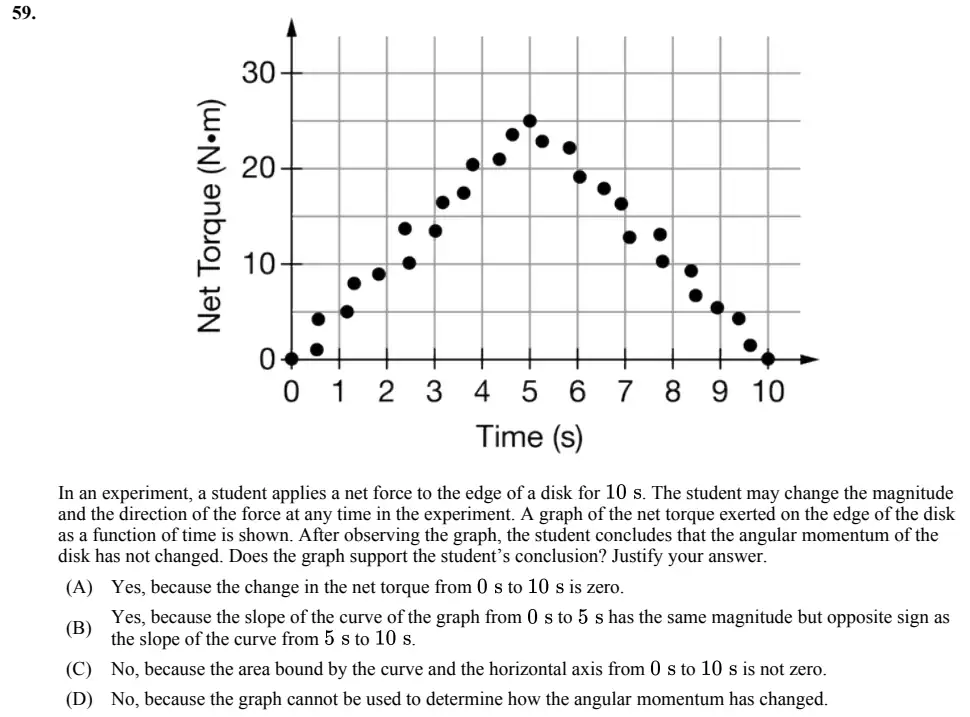 59.
30
20
10
0
Net Torque (N•m)
0 1 2 3 4 5 6 7 8 9 10
Time (s)
In an experiment, a student applies a net force to the edge of a disk for 10 s. The student may change the magnitude
and the direction of the force at any time in the experiment. A graph of the net torque exerted on the edge of the disk
as a function of time is shown. After observing the graph, the student concludes that the angular momentum of the
disk has not changed. Does the graph support the student's conclusion? Justify your answer.
(A) Yes, because the change in the net torque from 0 s to 10 s is zero.
(B) Yes, because the slope of the curve of the graph from 0 s to 5 s has the same magnitude but opposite sign as
the slope of the curve from 5 s to 10 s.
(C) No, because the area bound by the curve and the horizontal axis from 0 s to 10 s is not zero.
(D) No, because the graph cannot be used to determine how the angular momentum has changed.